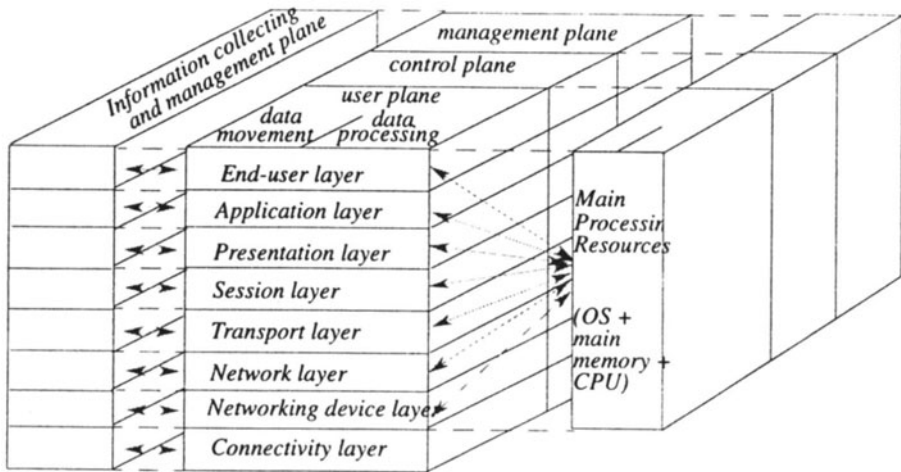 Information collecting
and management plane
management plane
control plane
user plane
data
movement
data
processing
End-user layer
Application layer
Presentation layer
Session layer
Transport layer
Network layer
Networking device layer
Connectivity layer
Main
Processin
Resources
(OS +
main
memory +
CPU)